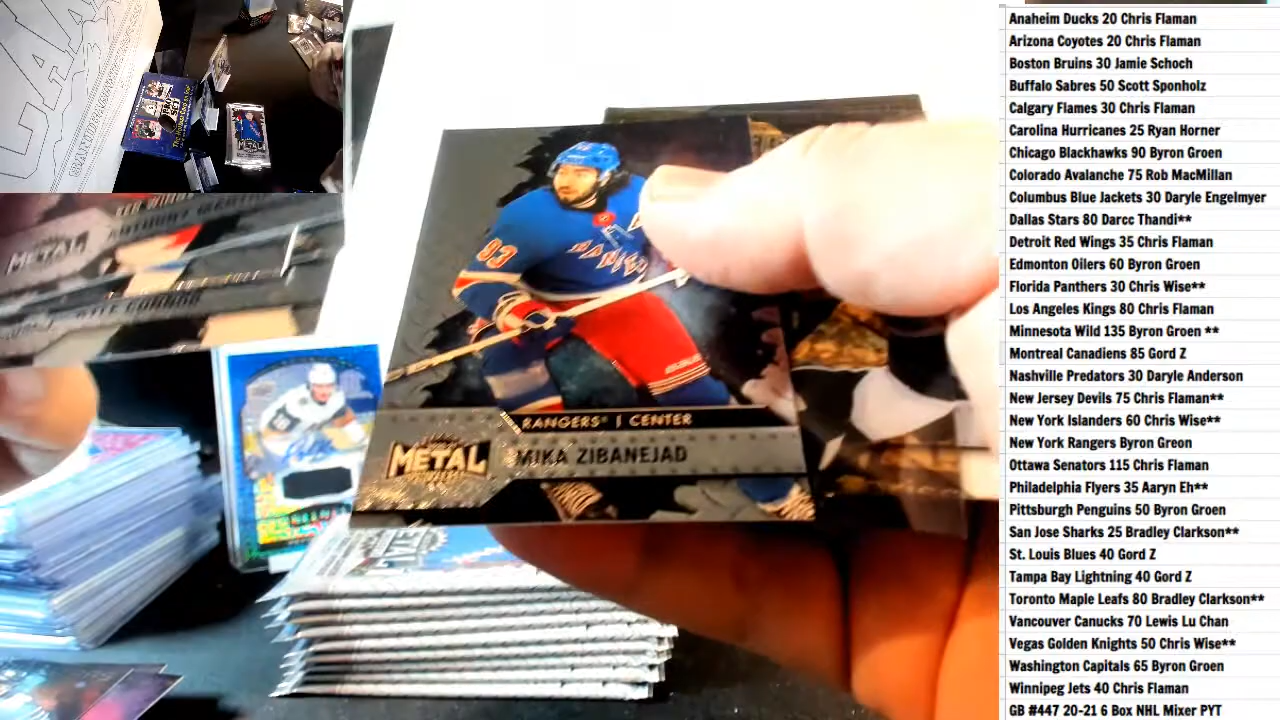 METAL
ANTHONY
METAL
KYLE CONNOR
93
RANGERS
RANGERS® | CENTER
METAL
MIKA ZIBANEJAD
METAL
Anaheim Ducks 20 Chris Flaman
Arizona Coyotes 20 Chris Flaman
Boston Bruins 30 Jamie Schoch
Buffalo Sabres 50 Scott Sponholz
Calgary Flames 30 Chris Flaman
Carolina Hurricanes 25 Ryan Horner
Chicago Blackhawks 90 Byron Groen
Colorado Avalanche 75 Rob MacMillan
Columbus Blue Jackets 30 Daryle Engelmyer
Dallas Stars 80 Darcc Thandi**
Detroit Red Wings 35 Chris Flaman
Edmonton Oilers 60 Byron Groen
Florida Panthers 30 Chris Wise**
Los Angeles Kings 80 Chris Flaman
Minnesota Wild 135 Byron Groen **
Montreal Canadiens 85 Gord Z
Nashville Predators 30 Daryle Anderson
New Jersey Devils 75 Chris Flaman**
New York Islanders 60 Chris Wise**
New York Rangers Byron Greon
Ottawa Senators 115 Chris Flaman
Philadelphia Flyers 35 Aaryn Eh**
Pittsburgh Penguins 50 Byron Groen
San Jose Sharks 25 Bradley Clarkson**
St. Louis Blues 40 Gord Z
Tampa Bay Lightning 40 Gord Z
Toronto Maple Leafs 80 Bradley Clarkson**
Vancouver Canucks 70 Lewis Lu Chan
Vegas Golden Knights 50 Chris Wise**
Washington Capitals 65 Byron Groen
Winnipeg Jets 40 Chris Flaman
GB #447 20-21 6 Box NHL Mixer PYT